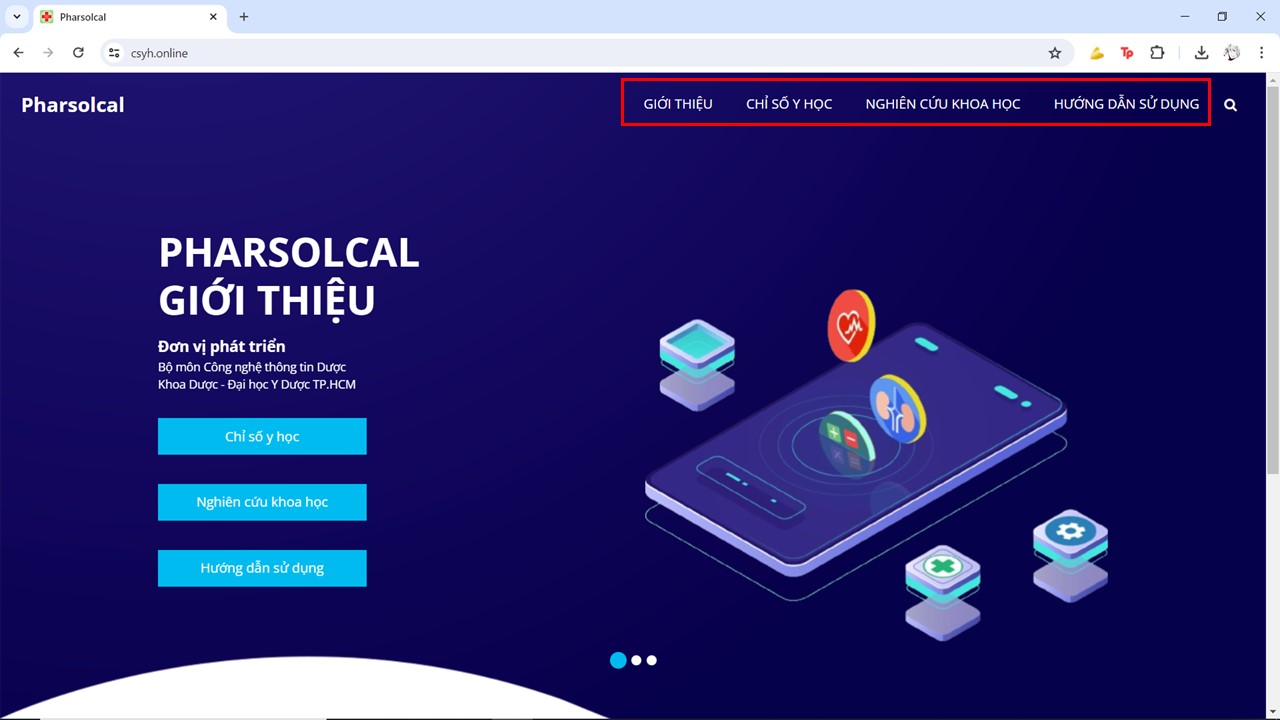 Pharsolcal
csyh.online
Pharsolcal
GIỚI THIỆU CHỈ SỐ Y HỌC NGHIÊN CỨU KHOA HỌC HƯỚNG DẪN SỬ DỤNG
PHARSOLCAL
GIỚI THIỆU
Đơn vị phát triển
Bộ môn Công nghệ thông tin Dược
Khoa Dược - Đại học Y Dược TP.HCM
Chỉ số y học
Nghiên cứu khoa học
Hướng dẫn sử dụng